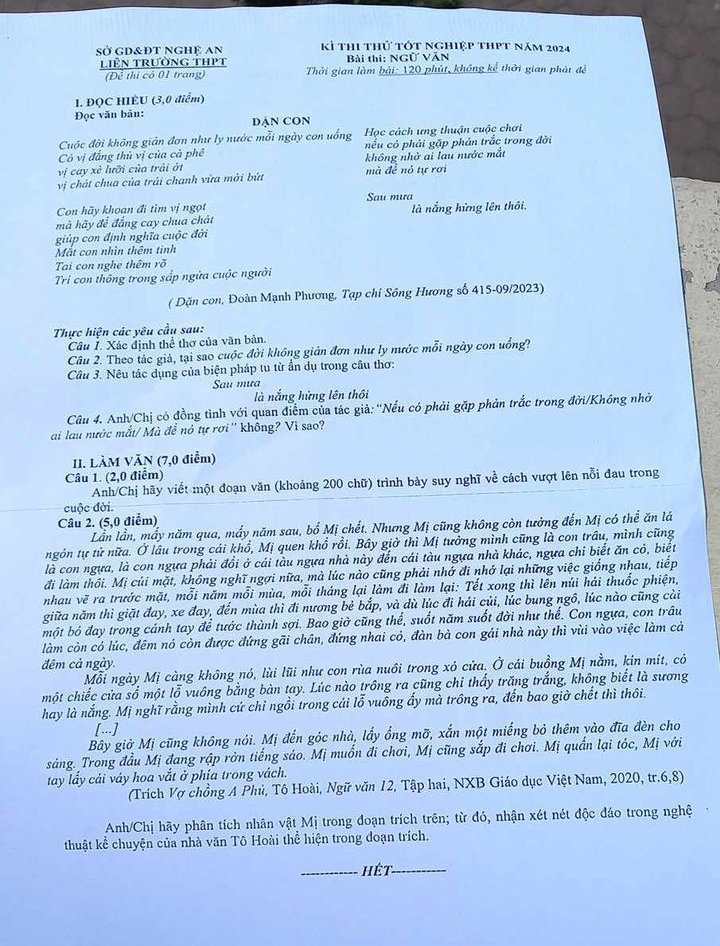 SỞ GD&ĐT NGHỆ AN
LIÊN TRƯỜNG THPT
(Đề thi có 01 trang)
KÌ THI THỬ TỐT NGHIỆP THPT NĂM 2024
Bài thi: NGỮ VĂN
Thời gian làm bài: 120 phút, không kể thời gian phát đề
I. ĐỌC HIỂU (3,0 điểm)
Đọc văn bản:
DẶN CON
Cuộc đời không giản đơn như ly nước mỗi ngày con uống
Có vị đắng thú vị của cà phê
vị cay xè lưỡi của trái ớt
vị chát chua của trái chanh vừa mới bứt
Con hãy khoan đi tìm vị ngọt
mà hãy để đắng cay chua chát
giúp con định nghĩa cuộc đời
Mắt con nhìn thêm tinh
Tai con nghe thêm rõ
Trí con thông trong sấp ngửa cuộc người
Học cách ưng thuận cuộc chơi
nếu có phải gặp phản trắc trong đời
không nhờ ai lau nước mắt
mà để nó tự rơi
Sau mưa
là nắng hừng lên thôi.
( Dặn con, Đoàn Mạnh Phương, Tạp chí Sông Hương số 415-09/2023)
Thực hiện các yêu cầu sau:
Câu 1. Xác định thể thơ của văn bản.
Câu 2. Theo tác giả, tại sao cuộc đời không giản đơn như ly nước mỗi ngày con uống?
Câu 3. Nêu tác dụng của biện pháp tu từ ẩn dụ trong câu thơ:
Sau mưa
là nắng hừng lên thôi
Câu 4. Anh/Chị có đồng tình với quan điểm của tác giả: "Nếu có phải gặp phản trắc trong đời/Không nhờ
ai lau nước mắt/ Mà để nó tự rơi" không? Vì sao?
II. LÀM VĂN (7,0 điểm)
Câu 1. (2,0 điểm)
Anh/Chị hãy viết một đoạn văn (khoảng 200 chữ) trình bày suy nghĩ về cách vượt lên nỗi đau trong
cuộc đời.
Câu 2. (5,0 điểm)
Lần lần, mấy năm qua, mấy năm sau, bố Mị chết. Nhưng Mị cũng không còn tưởng đến Mị có thể ăn lá
ngón tự tử nữa. Ở lâu trong cái khổ, Mị quen khổ rồi. Bây giờ thì Mị tưởng mình cũng là con trâu, mình cũng
là con ngựa, là con ngựa phải đổi ở cái tàu ngựa nhà này đến cái tàu ngựa nhà khác, ngựa chỉ biết ăn cỏ, biết
đi làm thôi. Mị cúi mặt, không nghĩ ngợi nữa, mà lúc nào cũng phải nhớ đi nhớ lại những việc giống nhau, tiếp
nhau vẽ ra trước mặt, mỗi năm mỗi mùa, mỗi tháng lại làm đi làm lại: Tết xong thì lên núi hái thuốc phiện,
giữa năm thì giặt đay, xe đay, đến mùa thì đi nương bẻ bắp, và dù lúc đi hái củi, lúc bung ngô, lúc nào cũng cài
một bó đay trong cánh tay để tước thành sợi. Bao giờ cũng thế, suốt năm suốt đời như thế. Con ngựa, con trâu
làm còn có lúc, đêm nó còn được đứng gãi chân, đứng nhai cỏ, đàn bà con gái nhà này thì vùi vào việc làm cả
đêm cả ngày.
Mỗi ngày Mị càng không nó, lùi lũi như con rùa nuôi trong xó cửa. Ở cái buồng Mị nằm, kín mít, có
một chiếc cửa sổ một lỗ vuông bằng bàn tay. Lúc nào trông ra cũng chỉ thấy trăng trắng, không biết là sương
hay là nắng. Mị nghĩ rằng mình cứ chỉ ngồi trong cái lỗ vuông ấy mà trông ra, đến bao giờ chết thì thôi.
[...]
Bây giờ Mị cũng không nói. Mị đến góc nhà, lấy ống mỡ, xắn một miếng bỏ thêm vào đĩa đèn cho
sáng. Trong đầu Mị đang rập rờn tiếng sáo. Mị muốn đi chơi, Mị cũng sắp đi chơi. Mị quấn lại tóc, Mị với
tay lấy cái váy hoa vắt ở phía trong vách.
(Trích Vợ chồng A Phủ, Tô Hoài, Ngữ văn 12, Tập hai, NXB Giáo dục Việt Nam, 2020, tr.6,8)
Anh/Chị hãy phân tích nhân vật Mị trong đoạn trích trên; từ đó, nhận xét nét độc đáo trong nghệ
thuật kể chuyện của nhà văn Tô Hoài thể hiện trong đoạn trích.
------------ HẾT-----------